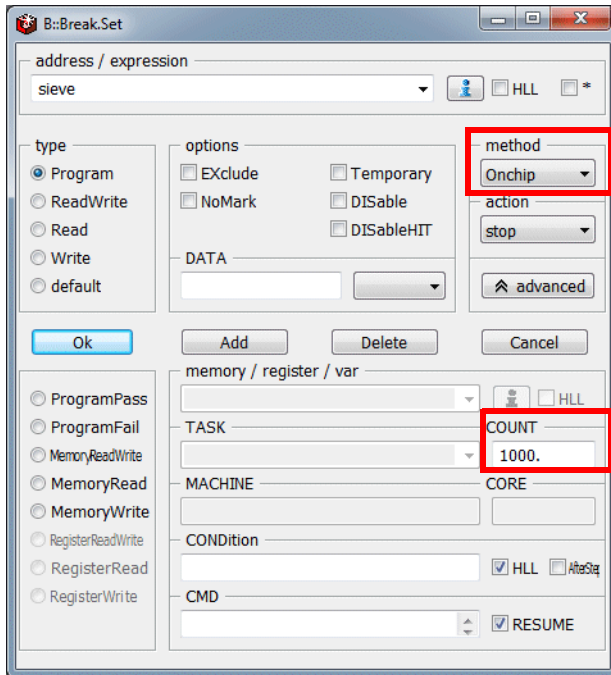 B::Break.Set
address / expression
sieve
HLL
*
type
options
method
Program
EXclude
Temporary
Onchip
ReadWrite
NoMark
DISable
action
Read
DISableHIT
stop
Write
DATA
default
advanced
Ok
Add
Delete
Cancel
memory / register / var
ProgramPass
HLL
ProgramFail
TASK
COUNT
MemoryReadWrite
1000.
MemoryRead
MACHINE
CORE
MemoryWrite
RegisterReadWrite
CONDition
RegisterRead
HLL
AfterStep
RegisterWrite
CMD
RESUME